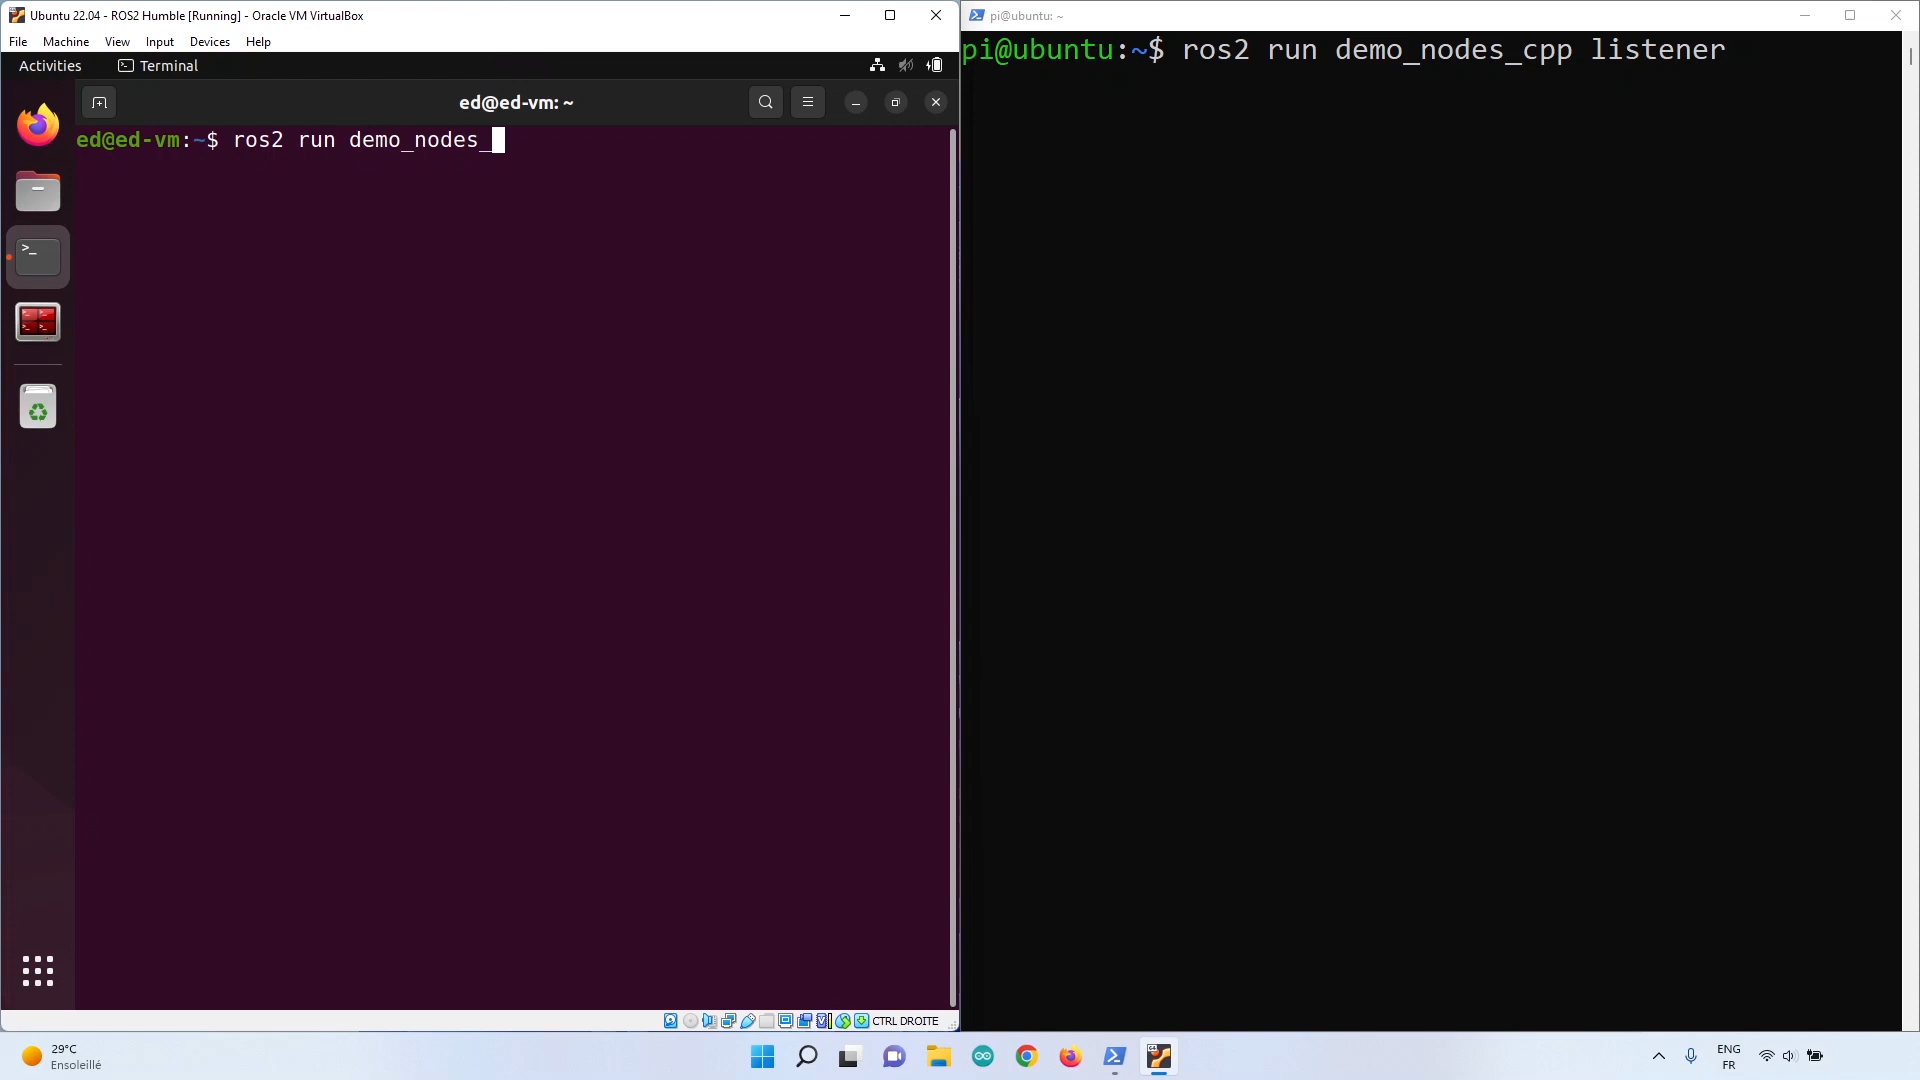 Ubuntu 22.04 - ROS2 Humble [Running] - Oracle VM VirtualBox
File Machine View Input Devices Help
Activities Terminal
ed@ed-vm: ~
ed@ed-vm:~$ ros2 run demo_nodes_
CTRL DROITE
pi@ubuntu: ~
pi@ubuntu:~$ ros2 run demo_nodes_cpp listener
29°C
Ensoleillé
ENG
FR